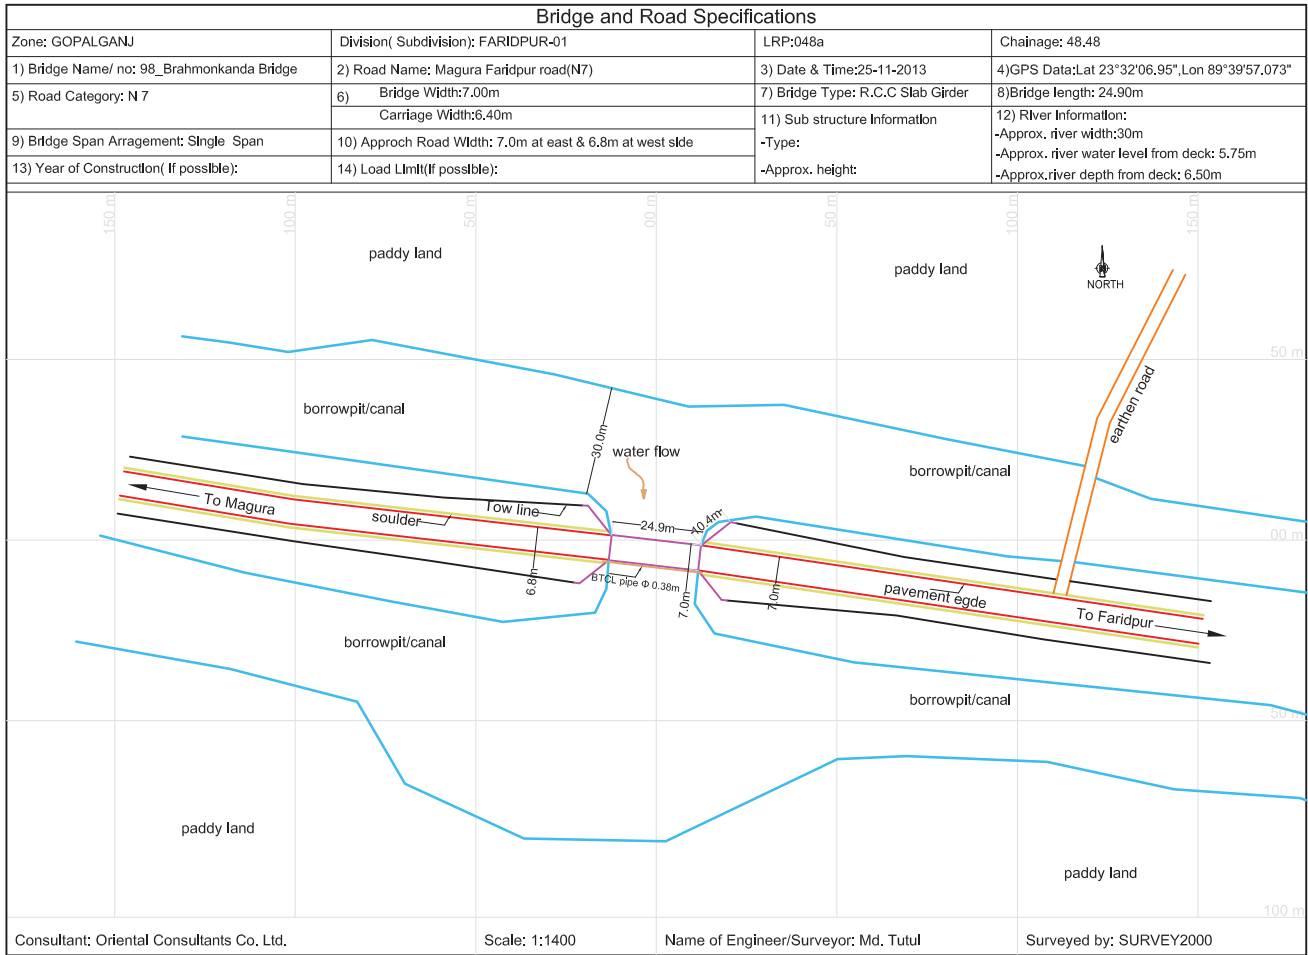 Bridge and Road Specifications
Zone: GOPALGANJ
Division( Subdivision): FARIDPUR-01
LRP:048a
Chainage: 48.48
1) Bridge Name/ no: 98_Brahmonkanda Bridge
2) Road Name: Magura Faridpur road(N7)
3) Date & Time:25-11-2013
4)GPS Data:Lat 23°32'06.95",Lon 89°39'57.073"
5) Road Category: N 7
6) Bridge Width:7.00m
Carriage Width:6.40m
7) Bridge Type: R.C.C Slab Girder
8)Bridge length: 24.90m
9) Bridge Span Arragement: Single Span
10) Approch Road Width: 7.0m at east & 6.8m at west side
11) Sub structure Information
-Type:
-Approx. height:
12) River Information:
-Approx. river width:30m
-Approx. river water level from deck: 5.75m
-Approx.river depth from deck: 6.50m
13) Year of Construction( if possible):
14) Load Limit(if possible):
150 m
100 m
50 m
00 m
50 m
100 m
150 m
paddy land
paddy land
NORTH
50 m
earthen road
borrowpit/canal
30.0m
water flow
borrowpit/canal
To Magura
soulder
Tow line
24.9m
10.4m
00 m
6.8m
BTCL pipe Φ 0.38m
7.0m
7.0m
pavement egde
To Faridpur
borrowpit/canal
borrowpit/canal
50 m
paddy land
paddy land
100 m
Consultant: Oriental Consultants Co. Ltd.
Scale: 1:1400
Name of Engineer/Surveyor: Md. Tutul
Surveyed by: SURVEY2000